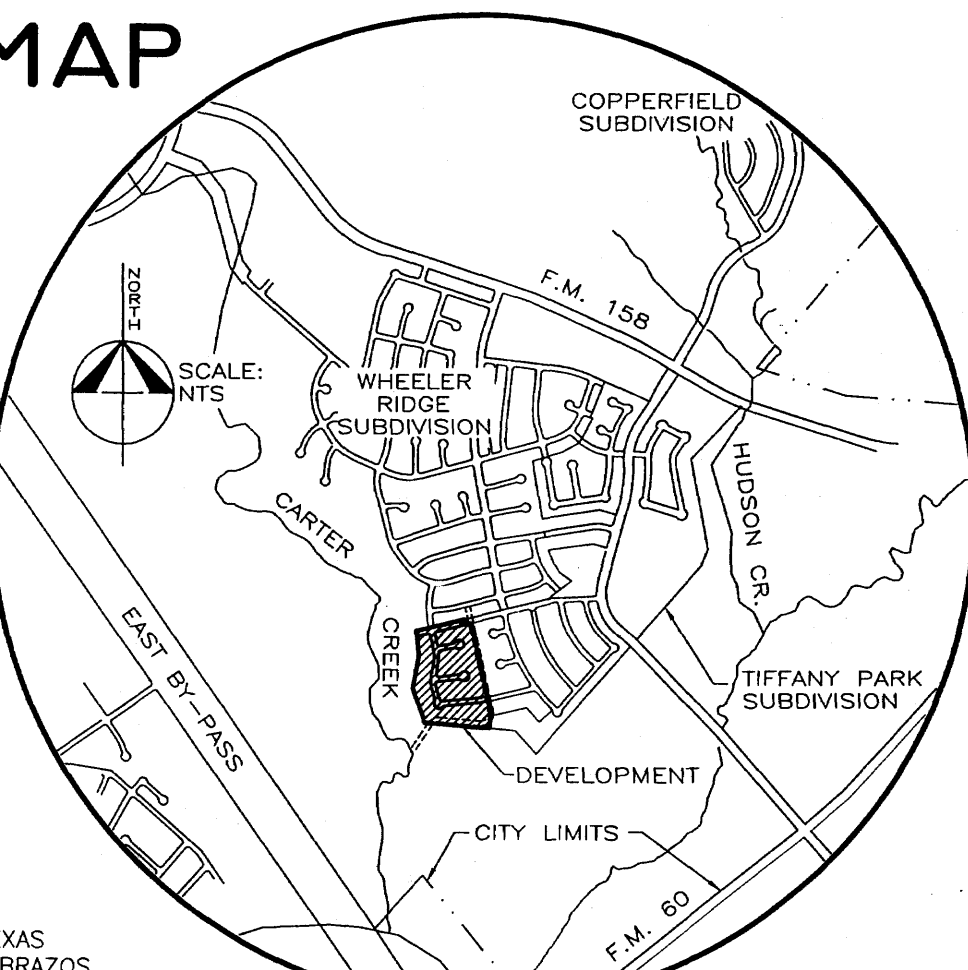 MAP
COPPERFIELD
SUBDIVISION
NORTH
F.M. 158
SCALE:
NTS
WHEELER
RIDGE
SUBDIVISION
HUDSON CR.
CARTER
CREEK
EAST BY-PASS
TIFFANY PARK
SUBDIVISION
DEVELOPMENT
CITY LIMITS
F.M. 60
EXAS
BRAZOS